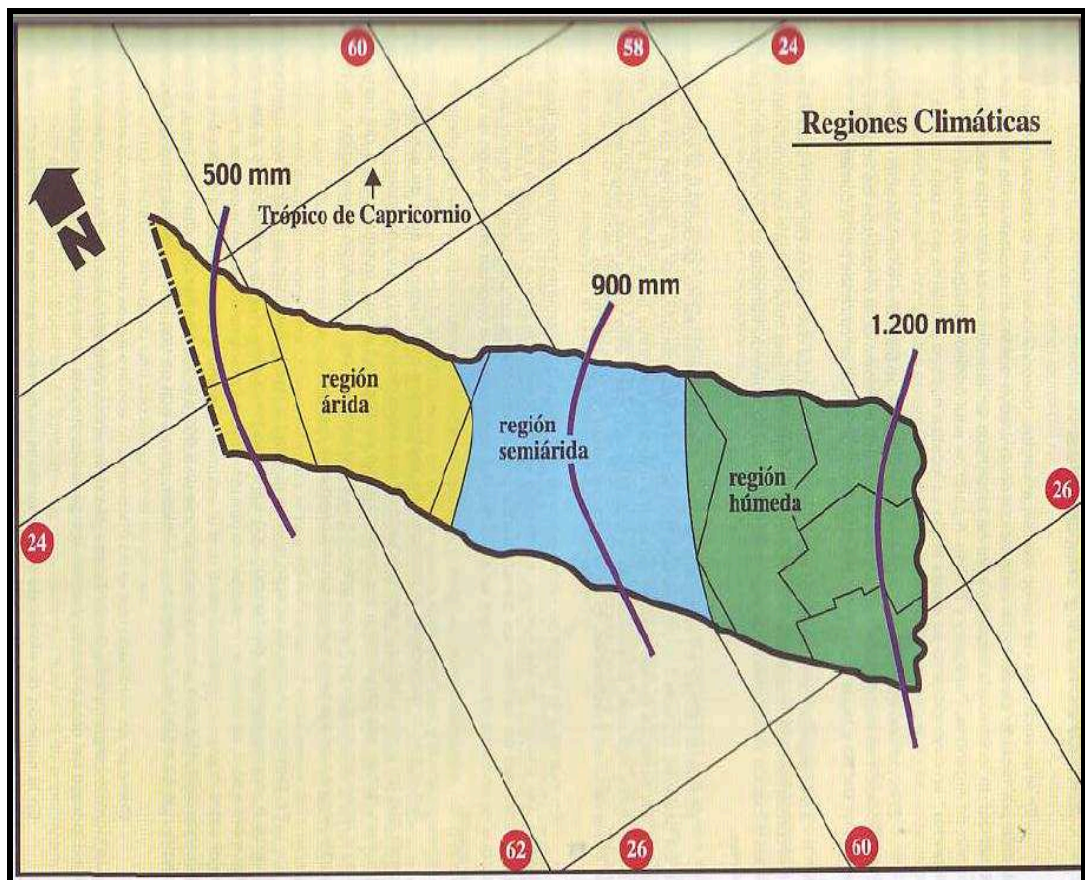 60
58
24
Regiones Climáticas
500 mm
Trópico de Capricornio
N
900 mm
1.200 mm
región
árida
región
semiárida
región
húmeda
26
24
62
26
60